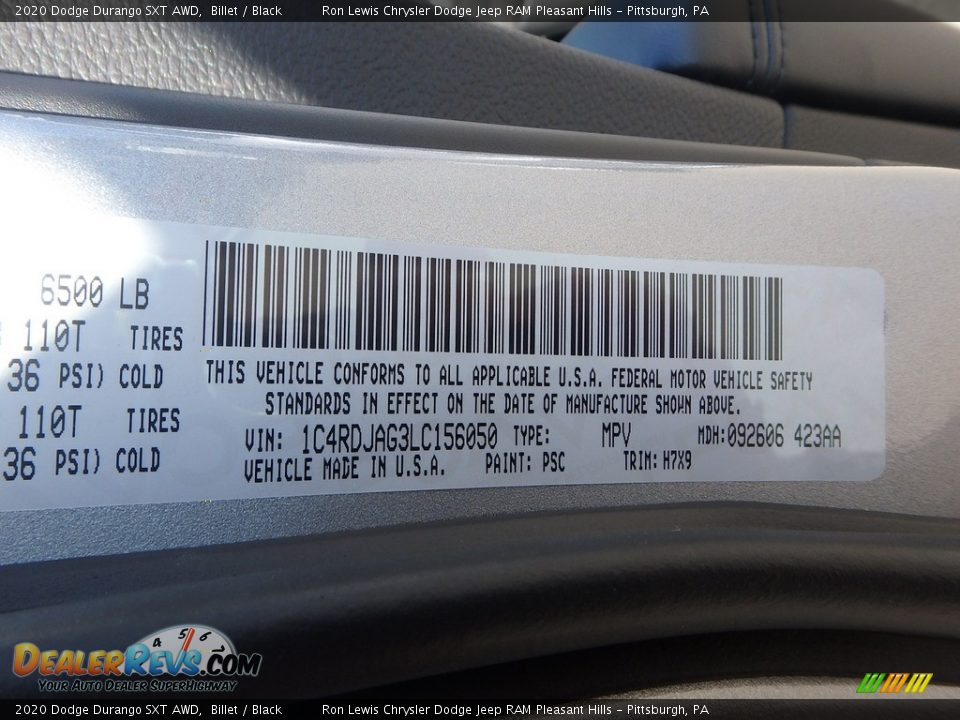 2020 Dodge Durango SXT AWD, Billet / Black Ron Lewis Chrysler Dodge Jeep RAM Pleasant Hills - Pittsburgh, PA
6500 LB
110T TIRES
36 PSI) COLD
110T TIRES
36 PSI) COLD
THIS VEHICLE CONFORMS TO ALL APPLICABLE U.S.A. FEDERAL MOTOR VEHICLE SAFETY
STANDARDS IN EFFECT ON THE DATE OF MANUFACTURE SHOWN ABOVE.
VIN: 1C4RDJAG3LC156050 TYPE: MPV MDH: 092606 423AA
VEHICLE MADE IN U.S.A. PAINT: PSC TRIM: H7X9
4 5 6
DEALERREVS.COM
Your Auto Dealer SuperHighway
2020 Dodge Durango SXT AWD, Billet / Black Ron Lewis Chrysler Dodge Jeep RAM Pleasant Hills - Pittsburgh, PA